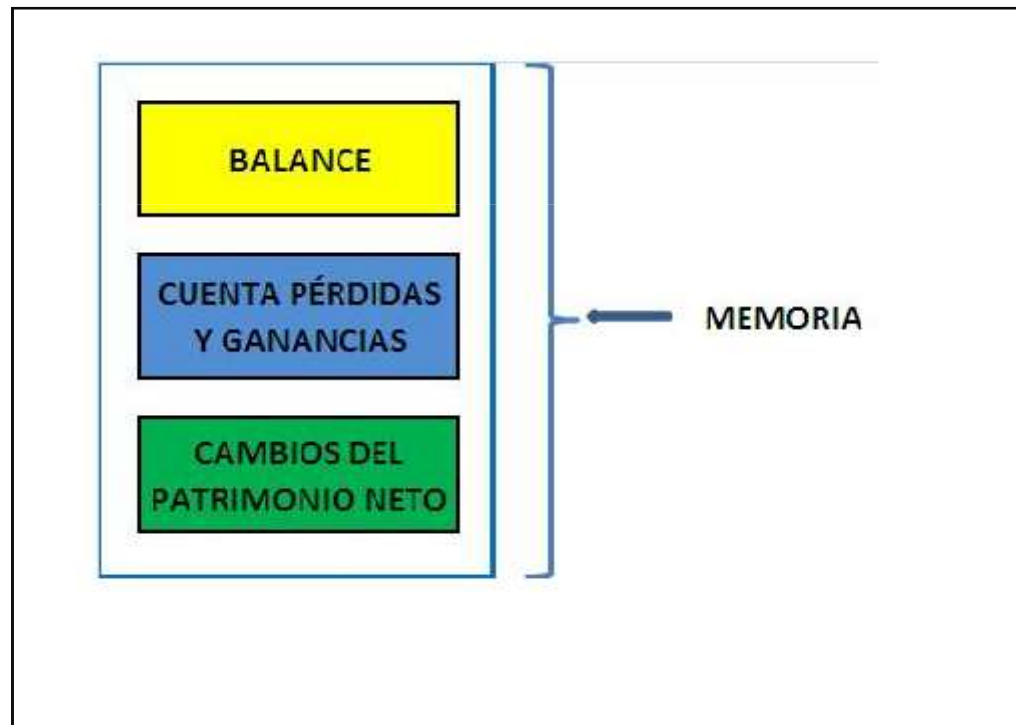 BALANCE
CUENTA PÉRDIDAS
Y GANANCIAS
MEMORIA
CAMBIOS DEL
PATRIMONIO NETO